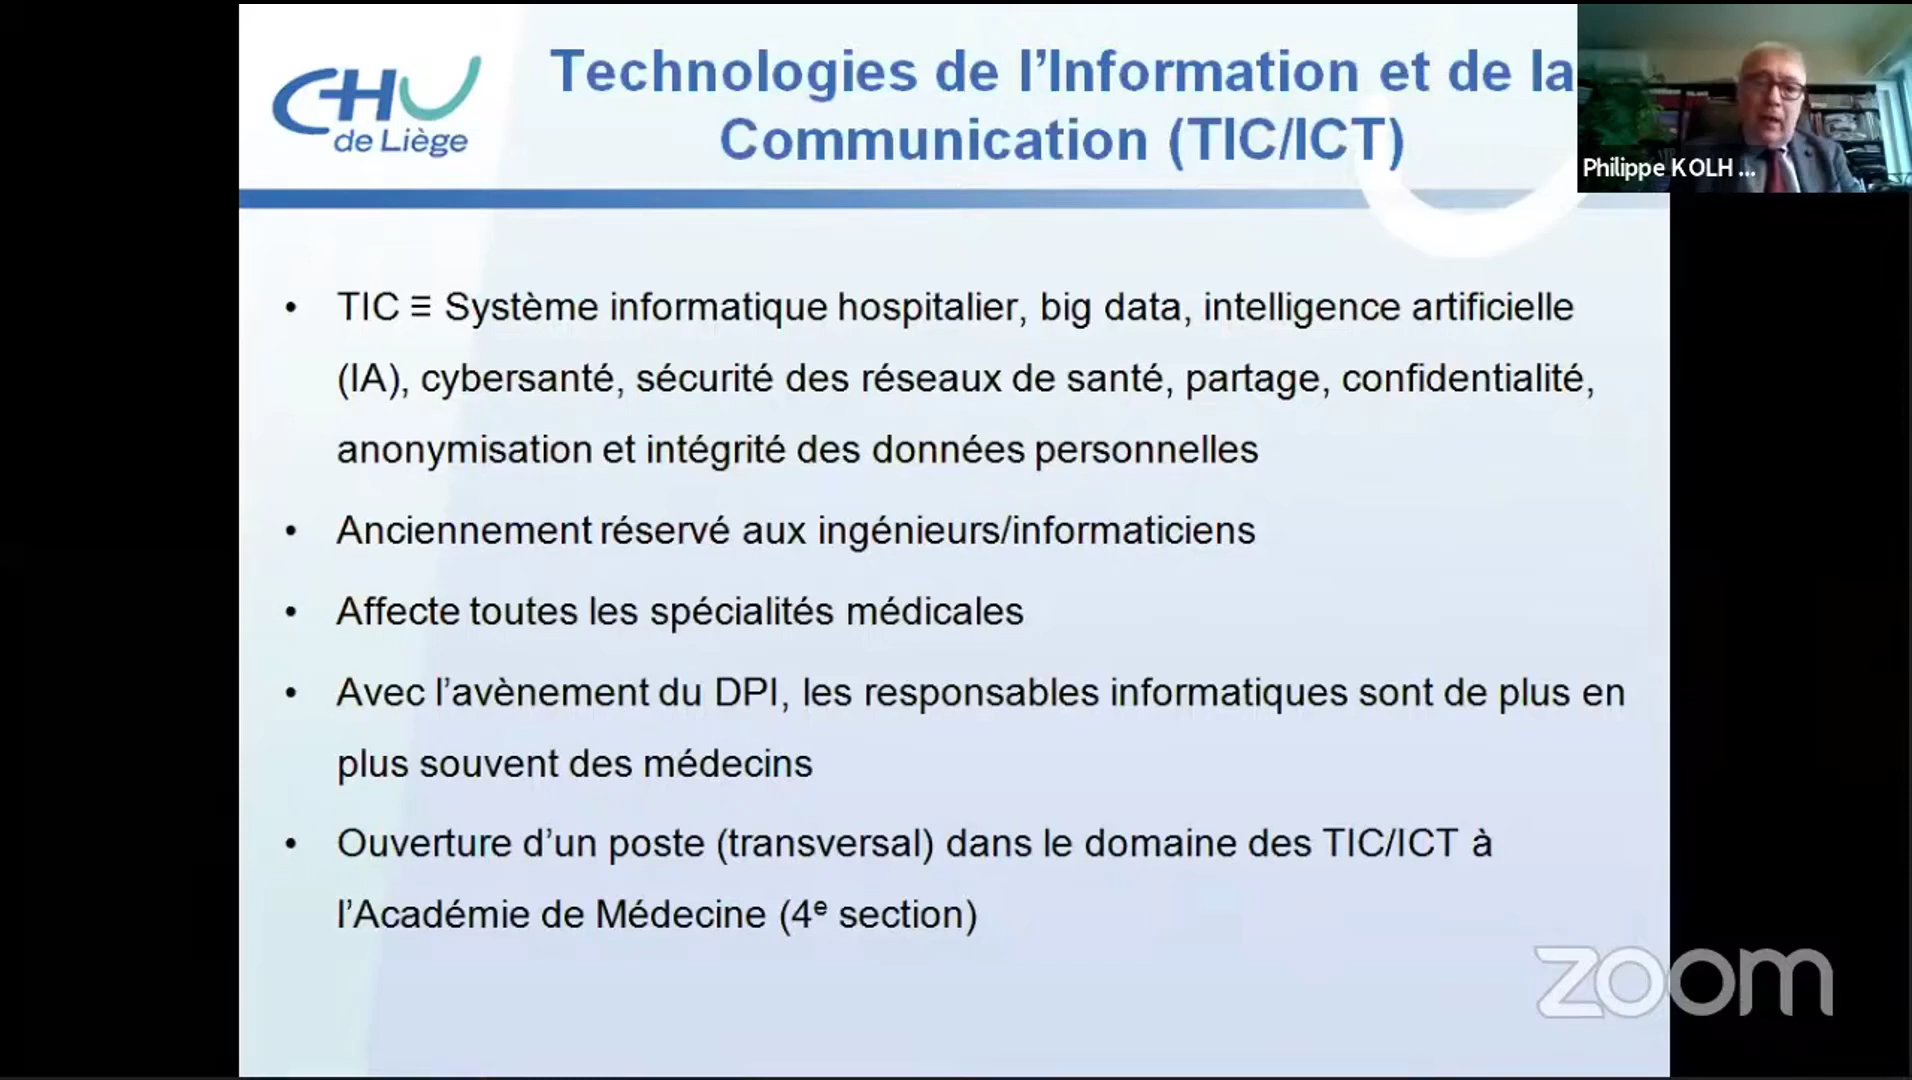 CHU
de Liège
Technologies de l’Information et de la
Communication (TIC/ICT)
Philippe KOLH ...
• TIC ≡ Système informatique hospitalier, big data, intelligence artificielle
(IA), cybersanté, sécurité des réseaux de santé, partage, confidentialité,
anonymisation et intégrité des données personnelles
• Anciennement réservé aux ingénieurs/informaticiens
• Affecte toutes les spécialités médicales
• Avec l’avènement du DPI, les responsables informatiques sont de plus en
plus souvent des médecins
• Ouverture d’un poste (transversal) dans le domaine des TIC/ICT à
l’Académie de Médecine (4e section)
zoom